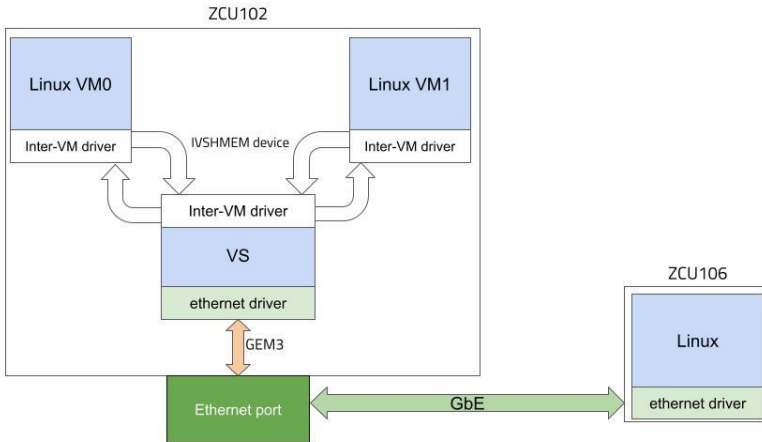 ZCU102
Linux VM0
Linux VM1
Inter-VM driver
IVSHMEM device
Inter-VM driver
Inter-VM driver
VS
ethernet driver
GEM3
Ethernet port
GbE
ZCU106
Linux
ethernet driver